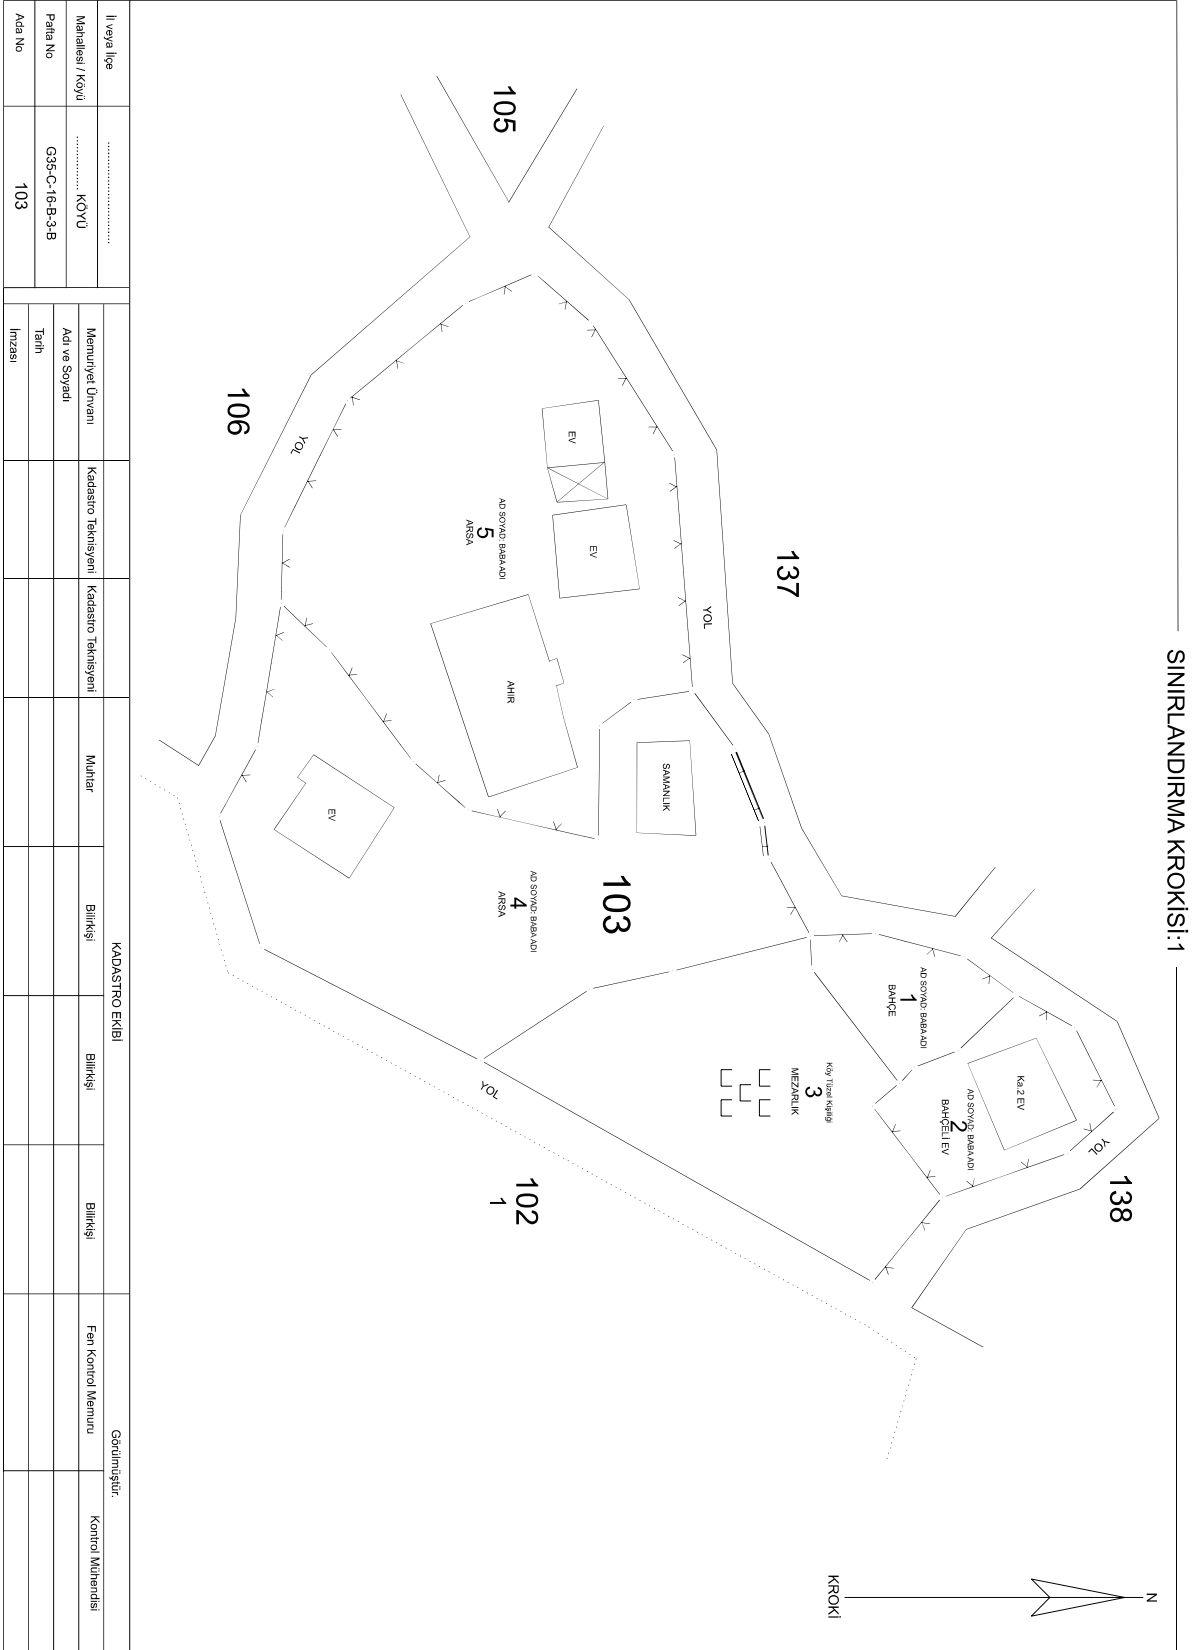 SINIRLANDIRMA KROKİSİ:1
N
KROKİ
138
YOL
Ka.2 EV
AD SOYAD: BABA ADI
2
BAHÇELİ EV
AD SOYAD: BABA ADI
1
BAHÇE
Köy Tüzel Kişiliği
3
MEZARLIK
137
YOL
SAMANLIK
103
EV
EV
AD SOYAD: BABA ADI
5
ARSA
AHIR
AD SOYAD: BABA ADI
4
ARSA
105
102
1
YOL
EV
YOL
106
İl veya İlçe ............................
Mahallesi / Köyü .............. KÖYÜ
Pafta No G35-C-16-B-3-B
Ada No 103
KADASTRO EKİBİ Görülmüştür.
Memuriyet Ünvanı Kadastro Teknisyeni Kadastro Teknisyeni Muhtar Bilirkişi Bilirkişi Bilirkişi Fen Kontrol Memuru Kontrol Mühendisi
Adı ve Soyadı
Tarih
İmzası